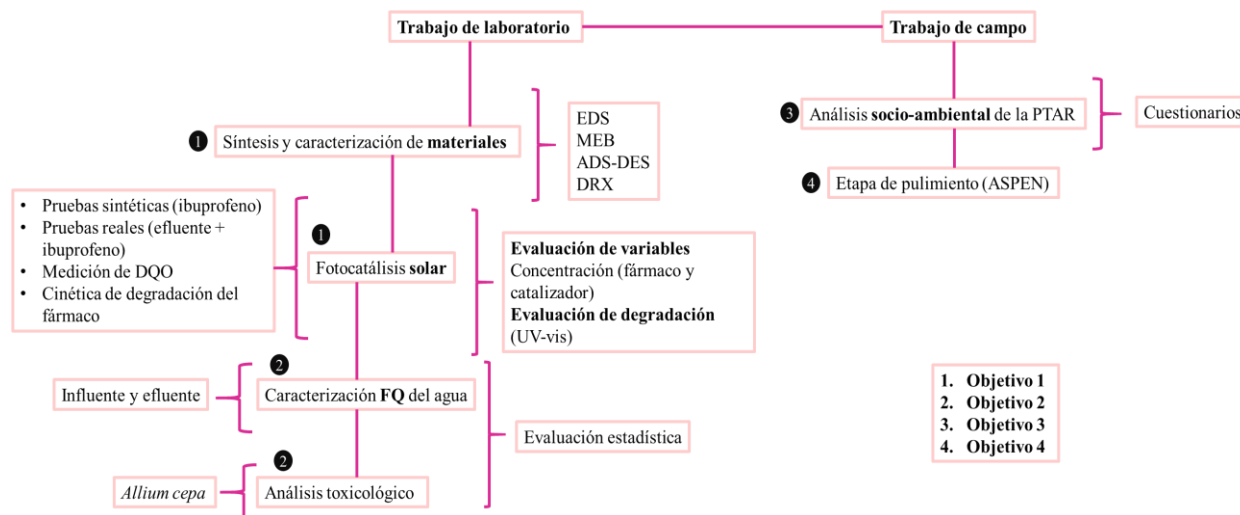 Trabajo de laboratorio
Trabajo de campo
1
Síntesis y caracterización de materiales
EDS
MEB
ADS-DES
DRX
3
Análisis socio-ambiental de la PTAR
Cuestionarios
4
Etapa de pulimiento (ASPEN)
• Pruebas sintéticas (ibuprofeno)
• Pruebas reales (efluente +
ibuprofeno)
• Medición de DQO
• Cinética de degradación del
fármaco
1
Fotocatálisis solar
Evaluación de variables
Concentración (fármaco y
catalizador)
Evaluación de degradación
(UV-vis)
Influente y efluente
2
Caracterización FQ del agua
Evaluación estadística
Allium cepa
2
Análisis toxicológico
1. Objetivo 1
2. Objetivo 2
3. Objetivo 3
4. Objetivo 4